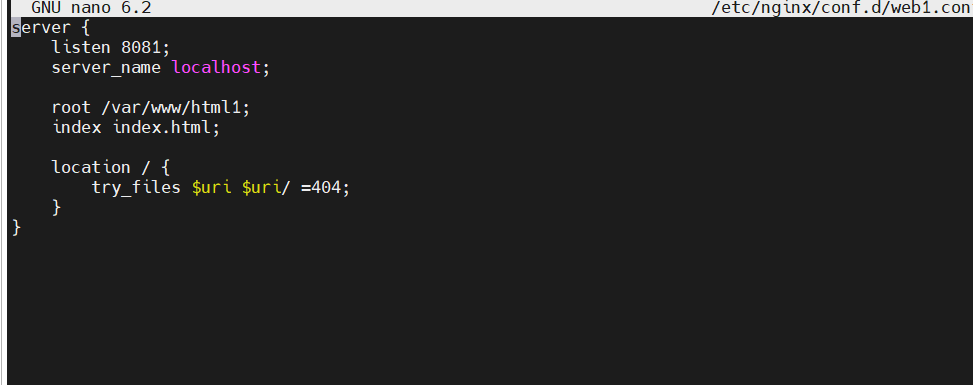 GNU nano 6.2 /etc/nginx/conf.d/web1.con
server {
    listen 8081;
    server_name localhost;

    root /var/www/html1;
    index index.html;

    location / {
        try_files $uri $uri/ =404;
    }
}